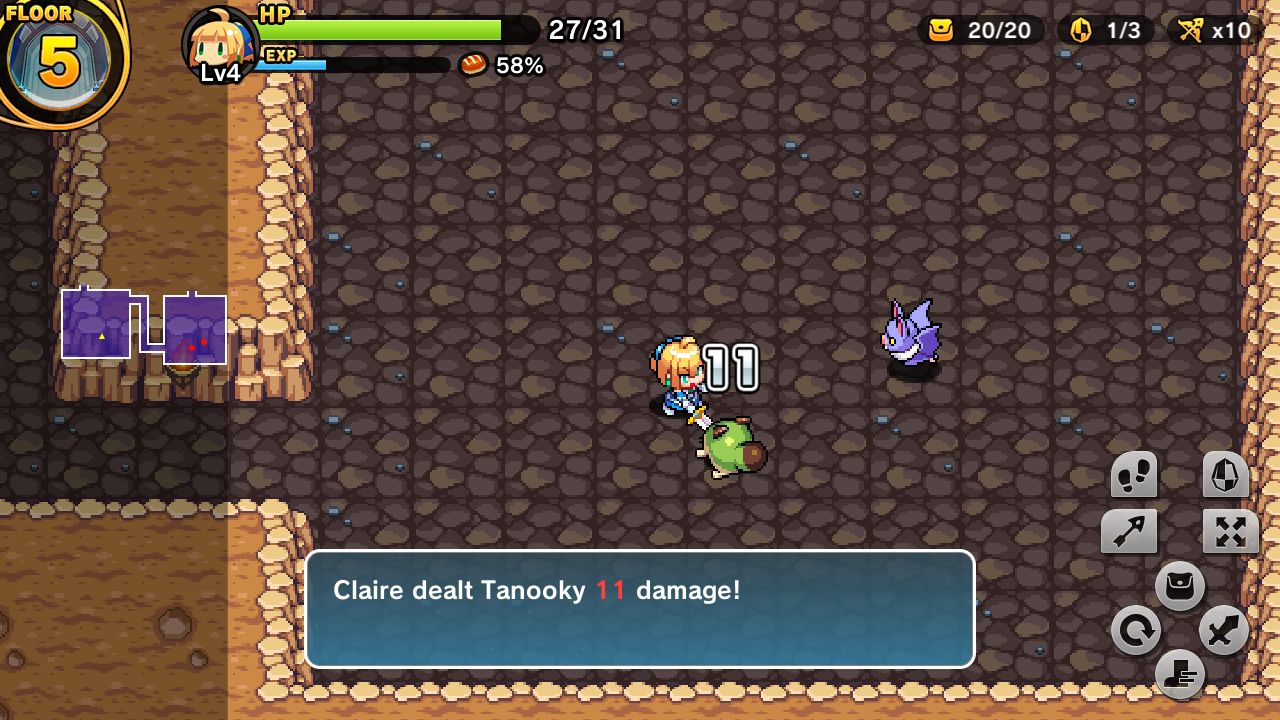 FLOOR
5
HP
27/31
Lv4
EXP
58%
20/20
1/3
x10
11
Claire dealt Tanooky 11 damage!